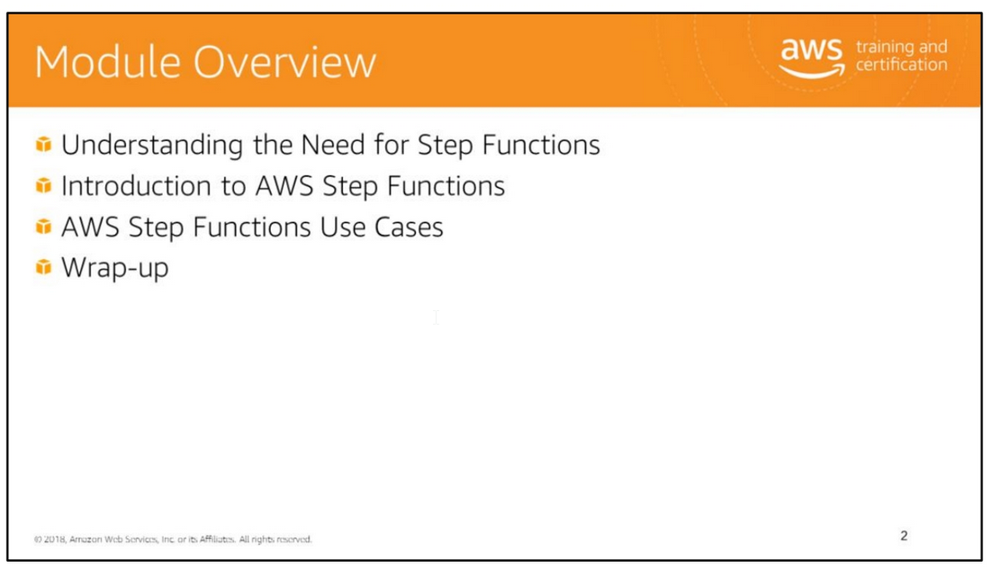 Module Overview
aws training and
certification
Understanding the Need for Step Functions
Introduction to AWS Step Functions
AWS Step Functions Use Cases
Wrap-up
© 2018, Amazon Web Services, Inc. or its Affiliates. All rights reserved.
2